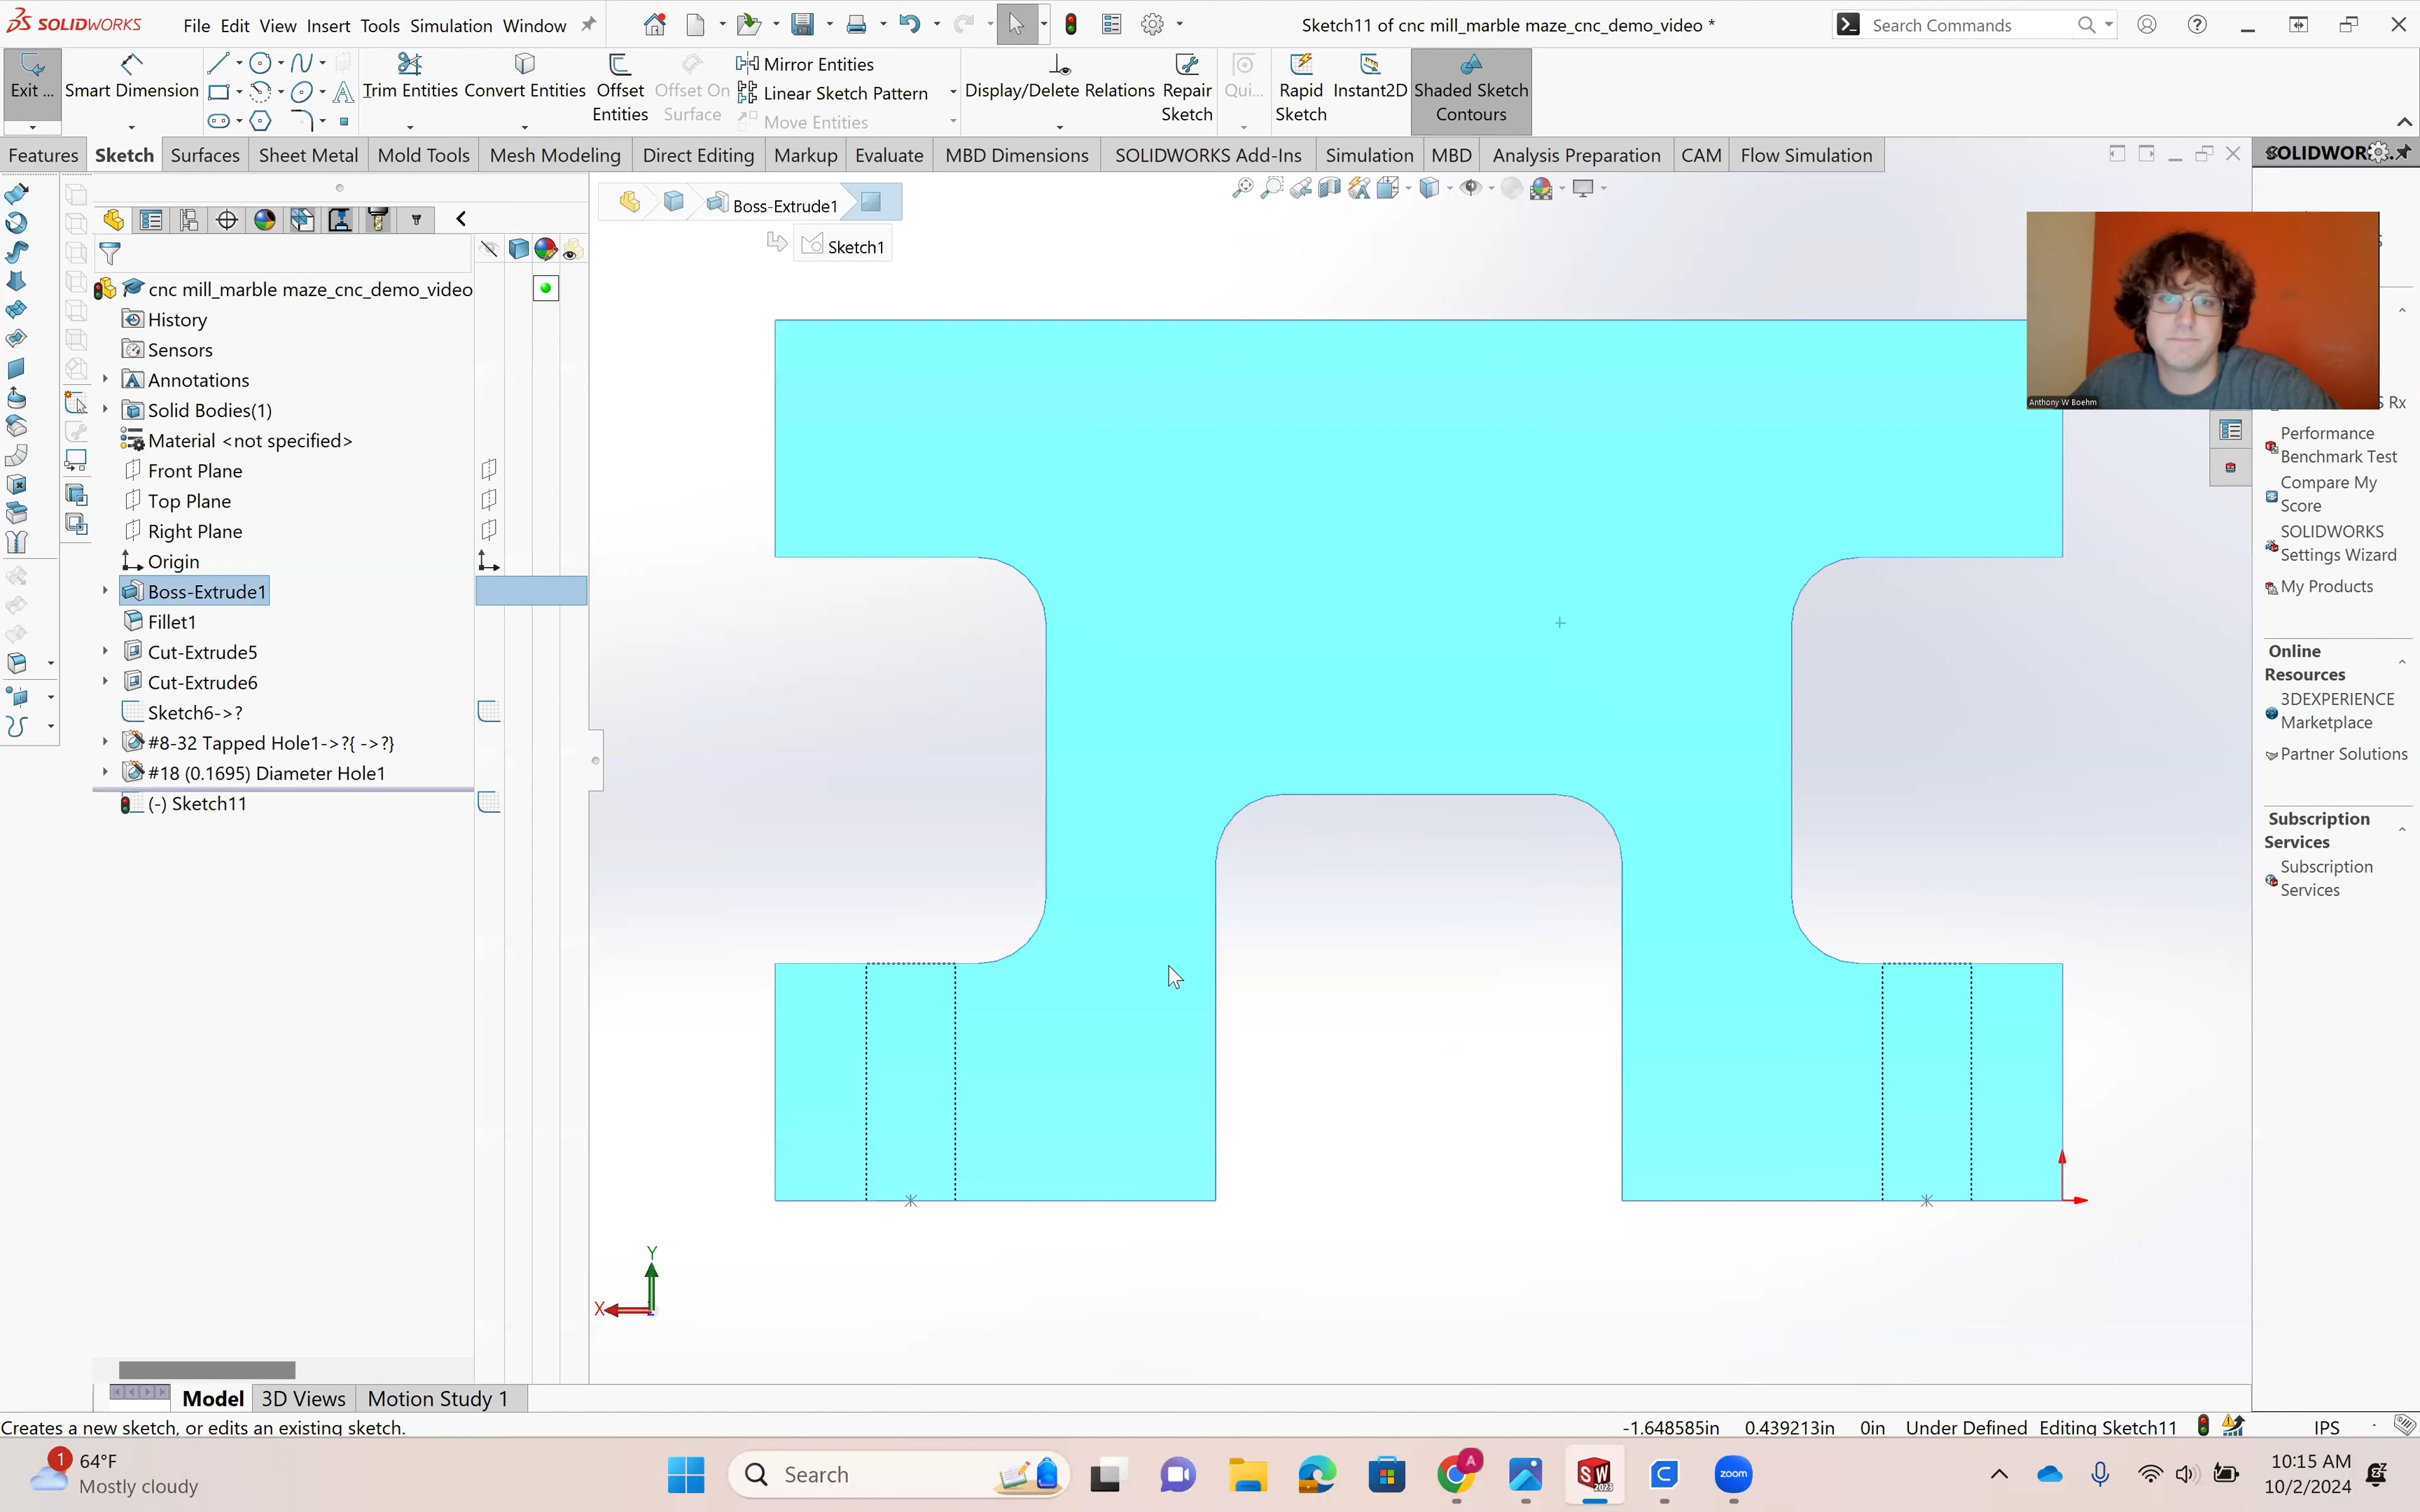 SOLIDWORKS File Edit View Insert Tools Simulation Window
Sketch11 of cnc mill_marble maze_cnc_demo_video *
Search Commands
Exit ... Smart Dimension
Trim Entities Convert Entities
Offset Entities
Offset On Surface
Mirror Entities
Linear Sketch Pattern
Move Entities
Display/Delete Relations
Repair Sketch
Qui...
Rapid Sketch
Instant2D
Shaded Sketch Contours
Features Sketch Surfaces Sheet Metal Mold Tools Mesh Modeling Direct Editing Markup Evaluate MBD Dimensions SOLIDWORKS Add-Ins Simulation MBD Analysis Preparation CAM Flow Simulation
Boss-Extrude1
Sketch1
cnc mill_marble maze_cnc_demo_video
History
Sensors
Annotations
Solid Bodies(1)
Material <not specified>
Front Plane
Top Plane
Right Plane
Origin
Boss-Extrude1
Fillet1
Cut-Extrude5
Cut-Extrude6
Sketch6->?
#8-32 Tapped Hole1->?{ ->?}
#18 (0.1695) Diameter Hole1
(-) Sketch11
Y
X
Anthony W Boehm
Rx
Performance
Benchmark Test
Compare My
Score
SOLIDWORKS
Settings Wizard
My Products
Online
Resources
3DEXPERIENCE
Marketplace
Partner Solutions
Subscription
Services
Subscription
Services
Model 3D Views Motion Study 1
Creates a new sketch, or edits an existing sketch.
-1.648585in 0.439213in 0in Under Defined Editing Sketch11 IPS
1
64°F
Mostly cloudy
Search
A
SW
2023
C
zoom
10:15 AM
10/2/2024